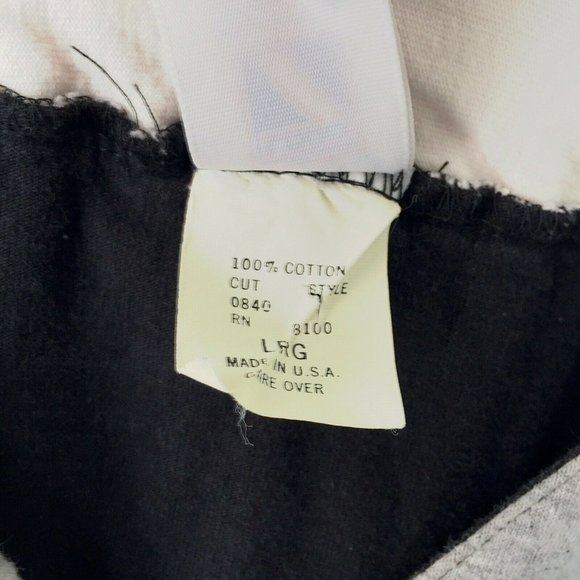 100% COTTON
CUT STYLE
0840
RN 8100
LRG
MADE IN U.S.A.
CARE OVER